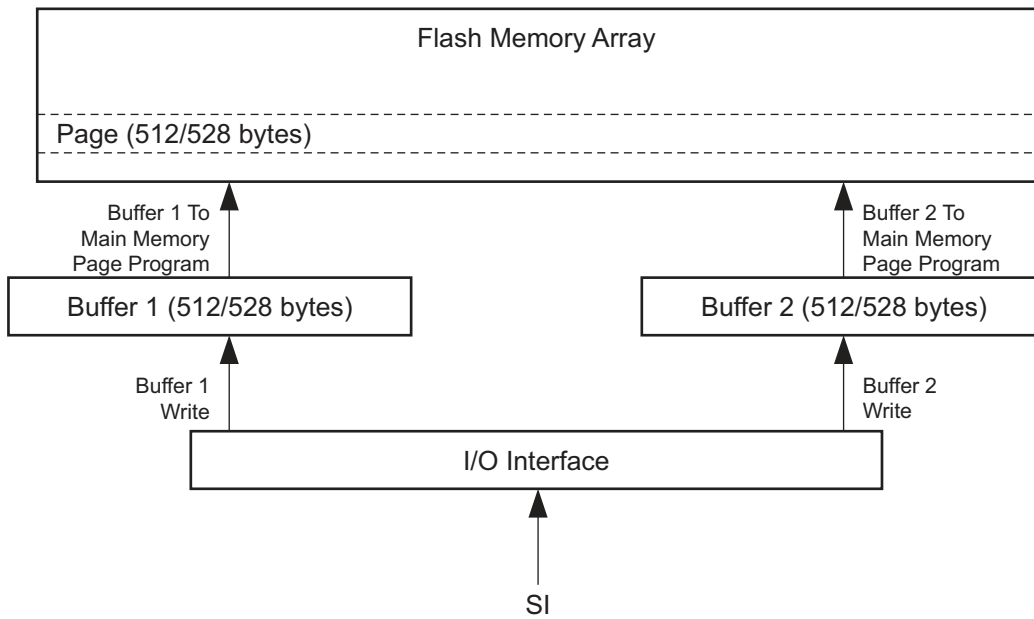 Flash Memory Array
Page (512/528 bytes)
Buffer 1 To
Main Memory
Page Program
Buffer 2 To
Main Memory
Page Program
Buffer 1 (512/528 bytes)
Buffer 2 (512/528 bytes)
Buffer 1
Write
Buffer 2
Write
I/O Interface
SI